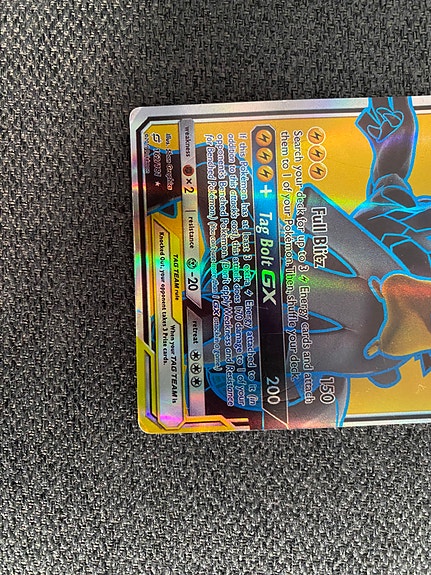 Full Blitz 150
Search your deck for up to 3 Energy cards and attach
them to 1 of your Pokémon. Then, shuffle your deck.
+ Tag Bolt GX 200
If this Pokémon has at least 3 extra Energy attached to it (in
addition to this attack's cost), this attack does 170 damage to 1 of your
opponent's Benched Pokémon. (Don't apply Weakness and Resistance
for Benched Pokémon.) (You can't use more than 1 GX attack in a game.)
weakness ×2 resistance -20 retreat
TAG TEAM rule When your TAG TEAM is
Knocked Out, your opponent takes 3 Prize cards.